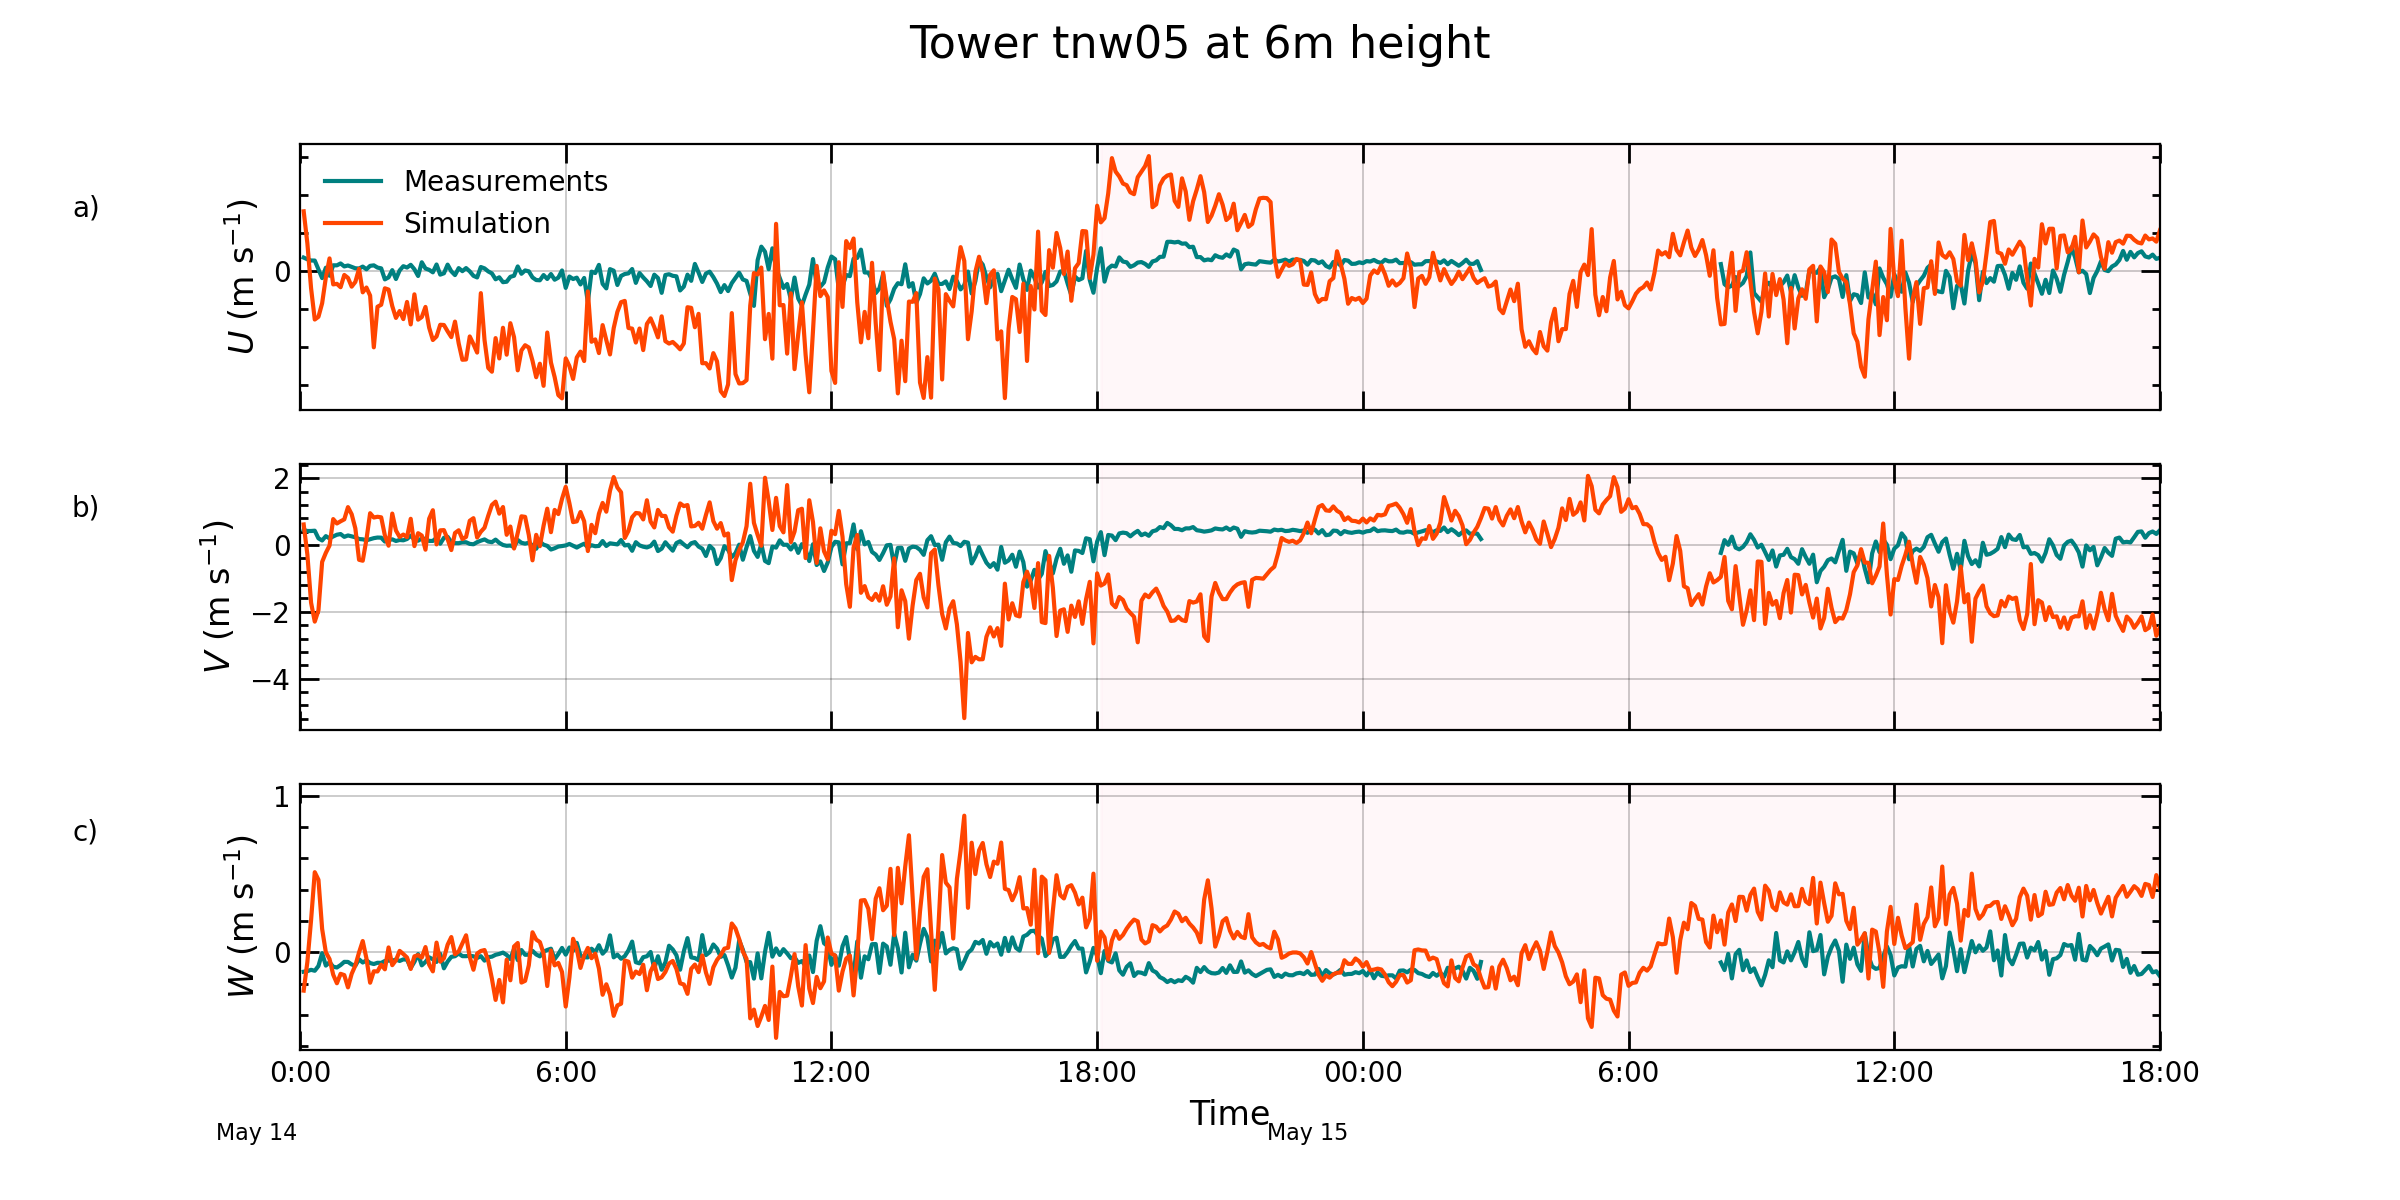 Tower tnw05 at 6m height
a)
U (m s⁻¹)
0
Measurements
Simulation
b)
V (m s⁻¹)
2
0
−2
−4
c)
W (m s⁻¹)
1
0
0:00 6:00 12:00 18:00 00:00 6:00 12:00 18:00
Time
May 14 May 15